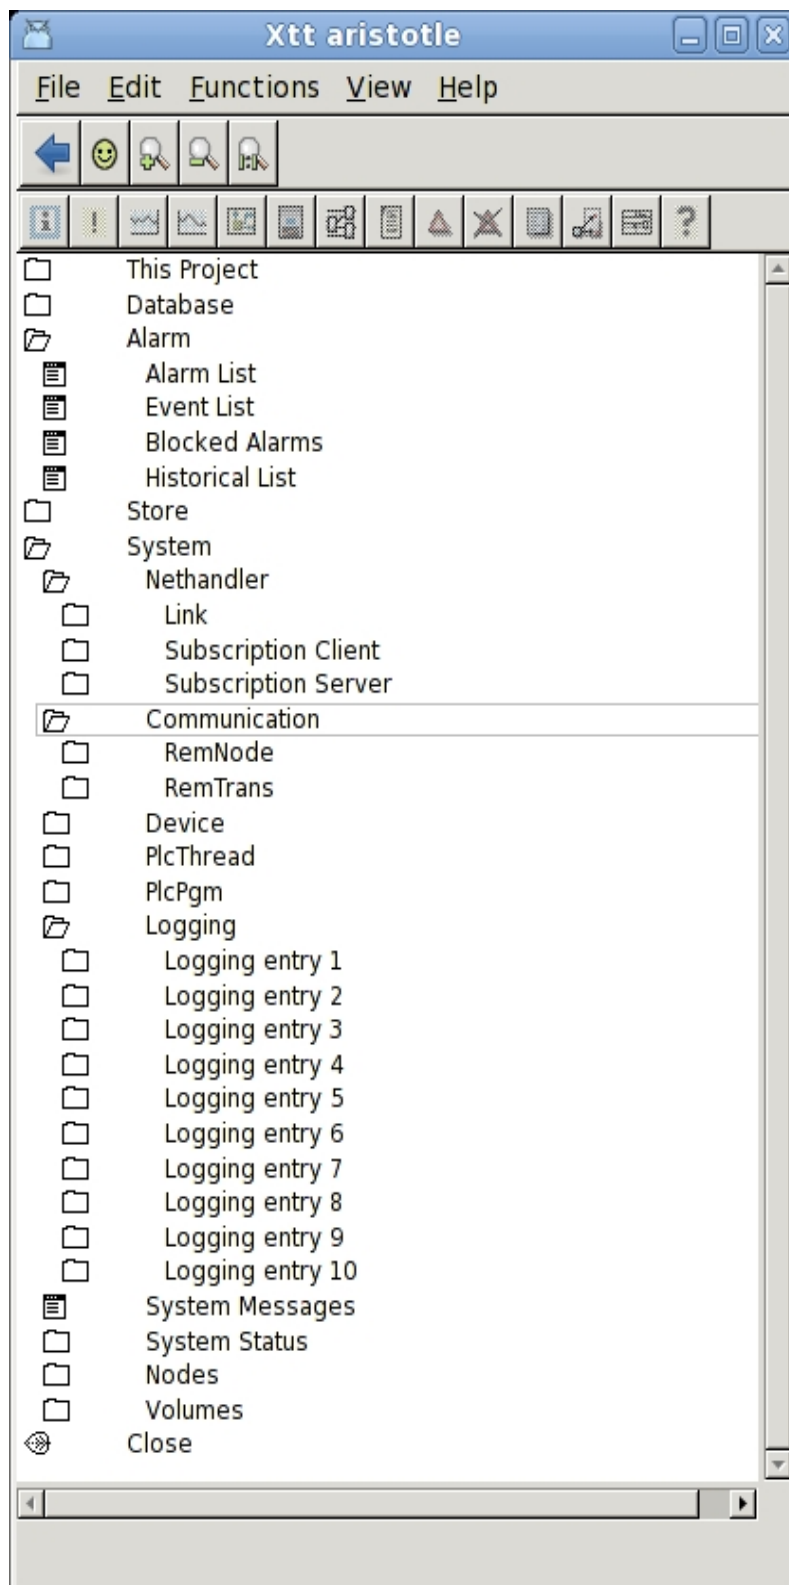 Xtt aristotle
File Edit Functions View Help
This Project
Database
Alarm
Alarm List
Event List
Blocked Alarms
Historical List
Store
System
Nethandler
Link
Subscription Client
Subscription Server
Communication
RemNode
RemTrans
Device
PlcThread
PlcPgm
Logging
Logging entry 1
Logging entry 2
Logging entry 3
Logging entry 4
Logging entry 5
Logging entry 6
Logging entry 7
Logging entry 8
Logging entry 9
Logging entry 10
System Messages
System Status
Nodes
Volumes
Close